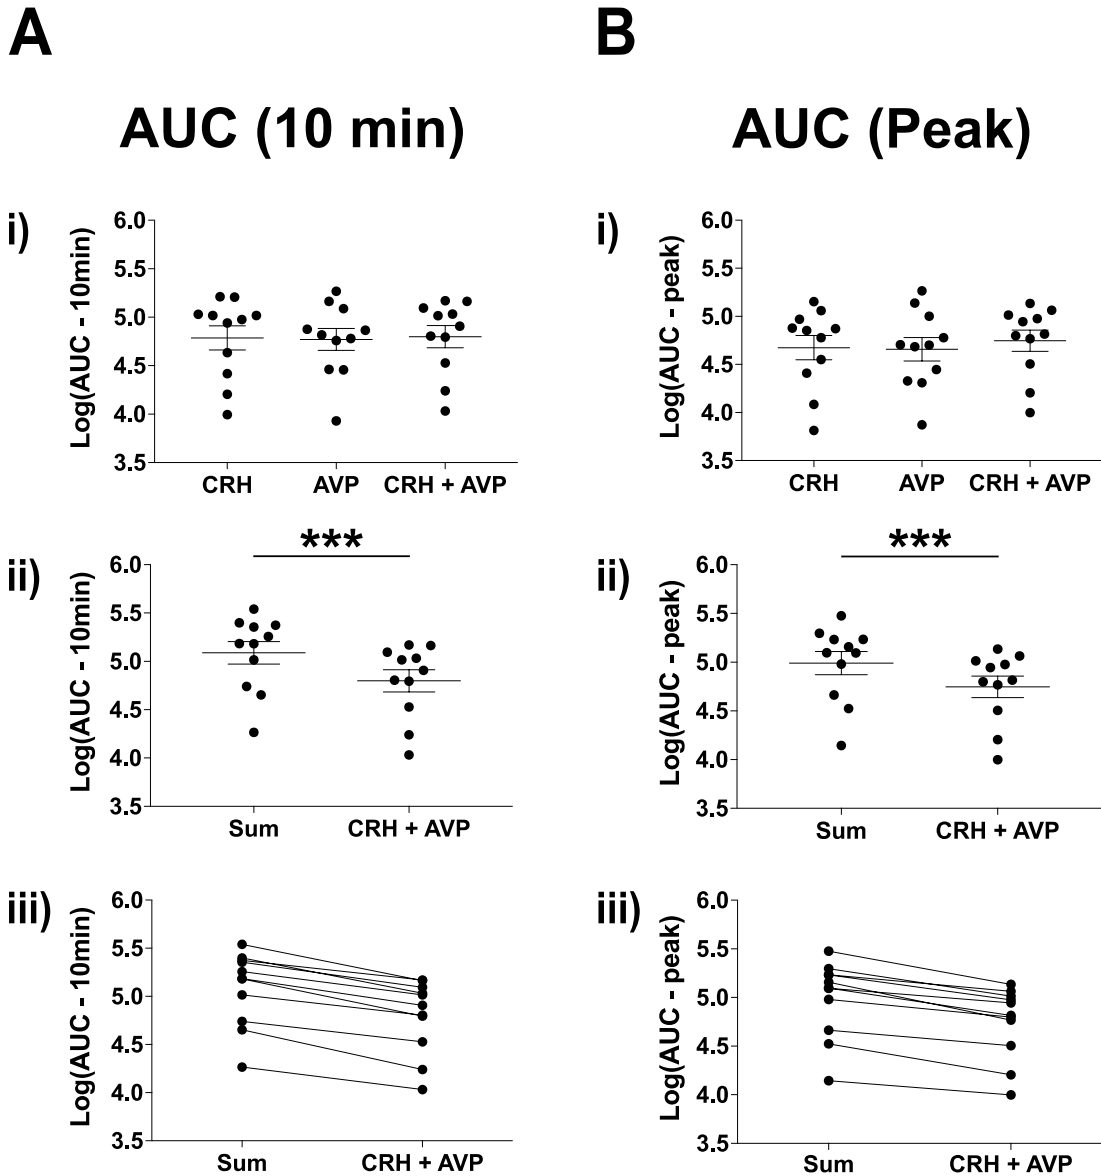 A
B
AUC (10 min)
AUC (Peak)
i)
Log(AUC - 10min)
6.0
5.5
5.0
4.5
4.0
3.5
CRH
AVP
CRH + AVP
i)
Log(AUC - peak)
6.0
5.5
5.0
4.5
4.0
3.5
CRH
AVP
CRH + AVP
ii)
Log(AUC - 10min)
6.0
5.5
5.0
4.5
4.0
3.5
***
Sum
CRH + AVP
ii)
Log(AUC - peak)
6.0
5.5
5.0
4.5
4.0
3.5
***
Sum
CRH + AVP
iii)
Log(AUC - 10min)
6.0
5.5
5.0
4.5
4.0
3.5
Sum
CRH + AVP
iii)
Log(AUC - peak)
6.0
5.5
5.0
4.5
4.0
3.5
Sum
CRH + AVP